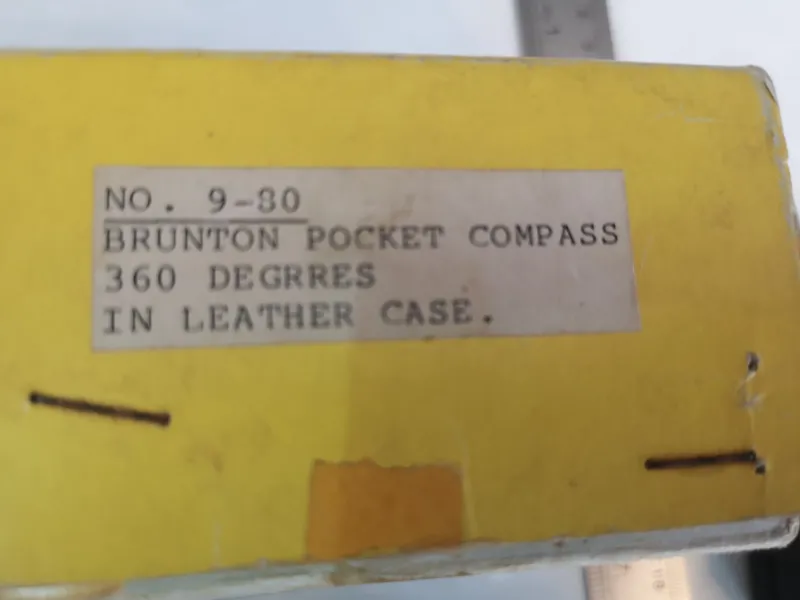 NO. 9-80
BRUNTON POCKET COMPASS
360 DEGRRES
IN LEATHER CASE.